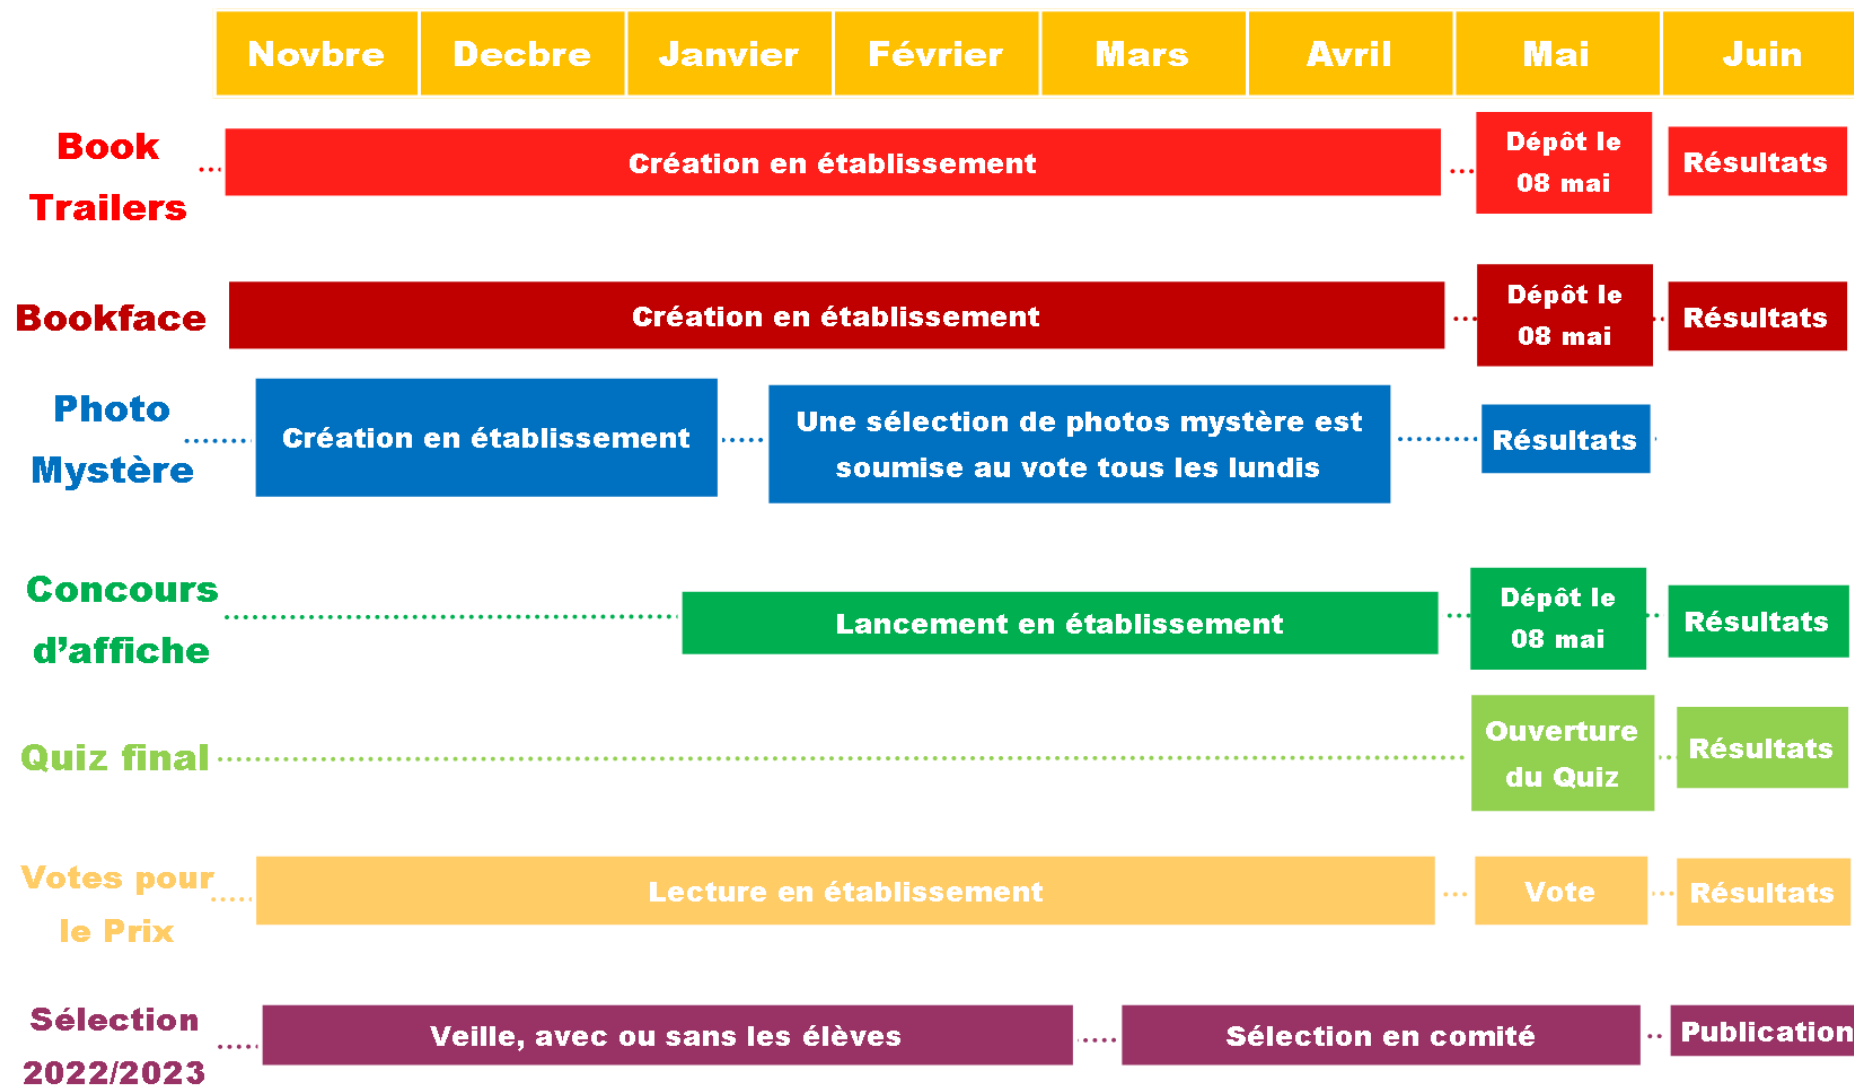 Novbre Decbre Janvier Février Mars Avril Mai Juin
Book
Trailers
Création en établissement
Dépôt le
08 mai
Résultats
Bookface
Création en établissement
Dépôt le
08 mai
Résultats
Photo
Mystère
Création en établissement
Une sélection de photos mystère est
soumise au vote tous les lundis
Résultats
Concours
d’affiche
Lancement en établissement
Dépôt le
08 mai
Résultats
Quiz final
Ouverture
du Quiz
Résultats
Votes pour
le Prix
Lecture en établissement
Vote
Résultats
Sélection
2022/2023
Veille, avec ou sans les élèves
Sélection en comité
Publication